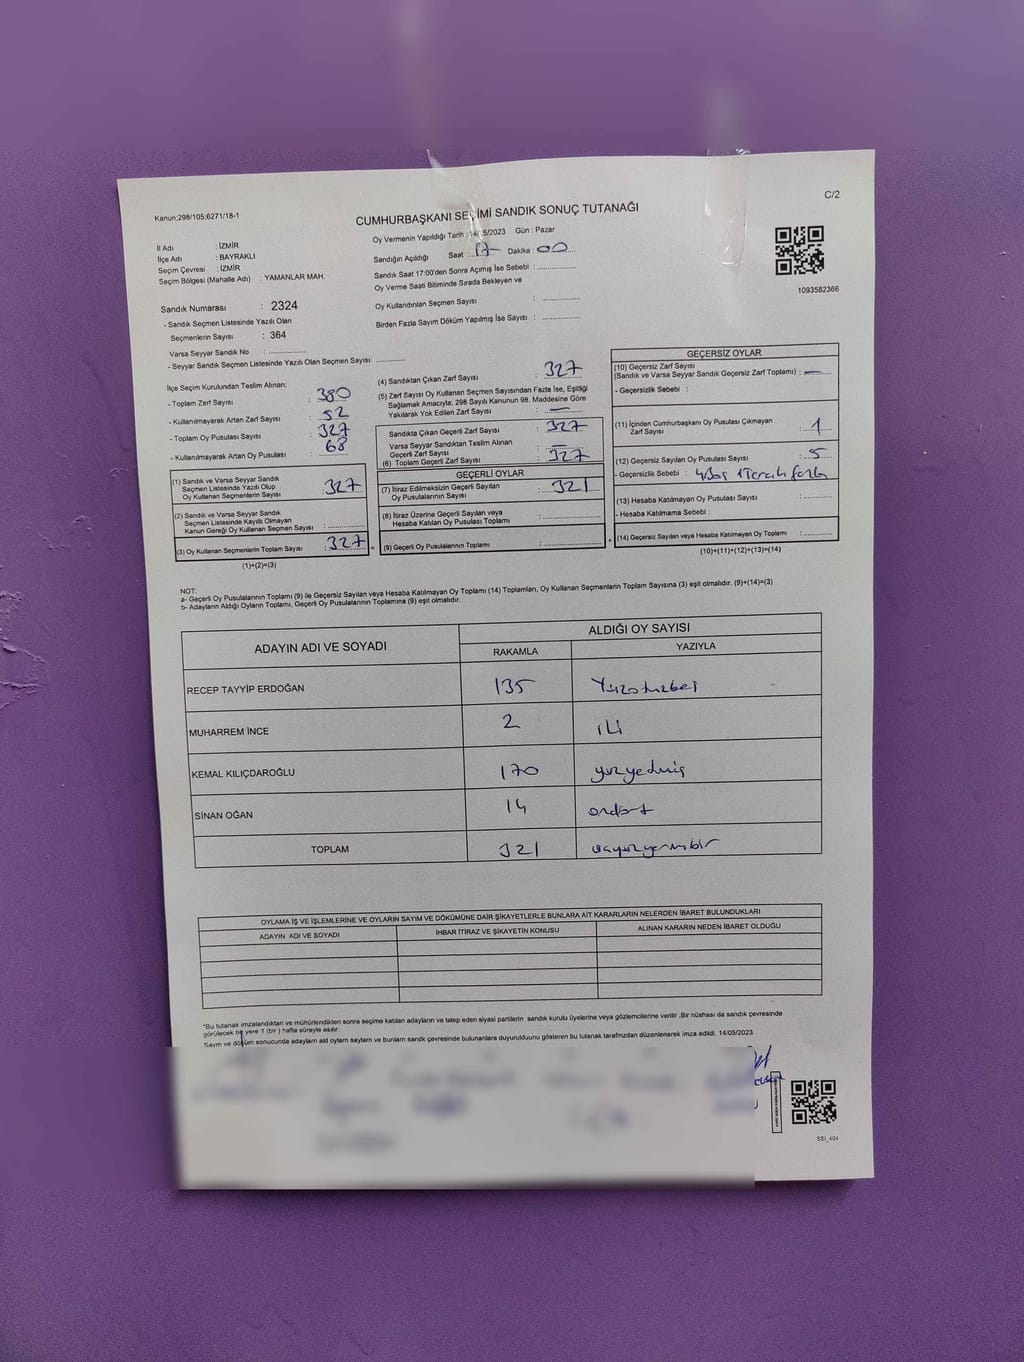 Kanun;298/105;6271/18-1
C/2
CUMHURBAŞKANI SEÇİMİ SANDIK SONUÇ TUTANAĞI
Oy Vermenin Yapıldığı Tarih : 14/05/2023 Gün : Pazar
İl Adı : İZMİR
İlçe Adı : BAYRAKLI
Seçim Çevresi : İZMİR
Seçim Bölgesi (Mahalle Adı) : YAMANLAR MAH.
Sandığın Açıldığı Saat : 17 Dakika : 00
Sandık Saat 17:00'den Sonra Açımış İse Sebebi :
Oy Verme Saati Bitiminde Sırada Bekleyen ve
Oy Kullandırılan Seçmen Sayısı :
Birden Fazla Sayım Döküm Yapılmış İse Sayısı :
1093582366
Sandık Numarası : 2324
- Sandık Seçmen Listesinde Yazılı Olan
Seçmenlerin Sayısı : 364
Varsa Seyyar Sandık No :
- Seyyar Sandık Seçmen Listesinde Yazılı Olan Seçmen Sayısı:
İlçe Seçim Kurulundan Teslim Alınan;
- Toplam Zarf Sayısı : 380
- Kullanılmayarak Artan Zarf Sayısı : 52
- Toplam Oy Pusulası Sayısı : 327
- Kullanılmayarak Artan Oy Pusulası : 68
(1) Sandık ve Varsa Seyyar Sandık
Seçmen Listesinde Yazılı Olup
Oy Kullanan Seçmenlerin Sayısı : 327
(2) Sandık ve Varsa Seyyar Sandık
Seçmen Listesinde Kayıtlı Olmayan
Kanun Gereği Oy Kullanan Seçmen Sayısı :
(3) Oy Kullanan Seçmenlerin Toplam Sayısı : 327 =
(1)+(2)=(3)
(4) Sandıktan Çıkan Zarf Sayısı : 327
(5) Zarf Sayısı Oy Kullanan Seçmen Sayısından Fazla İse, Eşitliği
Sağlamak Amacıyla; 298 Sayılı Kanunun 98. Maddesine Göre
Yakılarak Yok Edilen Zarf Sayısı : —
Sandıkta Çıkan Geçerli Zarf Sayısı : 327
Varsa Seyyar Sandıktan Teslim Alınan
Geçerli Zarf Sayısı : —
(6) Toplam Geçerli Zarf Sayısı : 327
GEÇERLİ OYLAR
(7) İtiraz Edilmeksizin Geçerli Sayılan
Oy Pusulalarının Sayısı : 321
(8) İtiraz Üzerine Geçerli Sayılan veya
Hesaba Katılan Oy Pusulası Toplamı :
(9) Geçerli Oy Pusulalarının Toplamı : +
GEÇERSİZ OYLAR
(10) Geçersiz Zarf Sayısı
(Sandık ve Varsa Seyyar Sandık Geçersiz Zarf Toplamı) : —
- Geçersizlik Sebebi :
(11) İçinden Cumhurbaşkanı Oy Pusulası Çıkmayan
Zarf Sayısı : 1
(12) Geçersiz Sayılan Oy Pusulası Sayısı : 5
- Geçersizlik Sebebi : 4 Boş 1 Tercih fazla
(13) Hesaba Katılmayan Oy Pusulası Sayısı :
- Hesaba Katılmama Sebebi :
(14) Geçersiz Sayılan veya Hesaba Katılmayan Oy Toplamı :
(10)+(11)+(12)+(13)=(14)
NOT:
a- Geçerli Oy Pusulalarının Toplamı (9) ile Geçersiz Sayılan veya Hesaba Katılmayan Oy Toplamı (14) Toplamları, Oy Kullanan Seçmenlerin Toplam Sayısına (3) eşit olmalıdır. (9)+(14)=(3)
b- Adayların Aldığı Oyların Toplamı, Geçerli Oy Pusulalarının Toplamına (9) eşit olmalıdır.
ADAYIN ADI VE SOYADI
ALDIĞI OY SAYISI
RAKAMLA YAZIYLA
RECEP TAYYİP ERDOĞAN 135 Yüzotuzbeş
MUHARREM İNCE 2 iki
KEMAL KILIÇDAROĞLU 170 yüzyetmiş
SİNAN OĞAN 14 ondört
TOPLAM 321 üçyüzyirmibir
OYLAMA İŞ VE İŞLEMLERİNE VE OYLARIN SAYIM VE DÖKÜMÜNE DAİR ŞİKAYETLERLE BUNLARA AİT KARARLARIN NELERDEN İBARET BULUNDUKLARI
ADAYIN ADI VE SOYADI İHBAR İTİRAZ VE ŞİKAYETİN KONUSU ALINAN KARARIN NEDEN İBARET OLDUĞU
*Bu tutanak imzalandıktan ve mühürlendikten sonra seçime katılan adayların ve talep eden siyasi partilerin sandık kurulu üyelerine veya gözlemcilerine verilir .Bir nüshası da sandık çevresinde
görülecek bir yere 1 (bir ) hafta süreyle asılır.
Sayım ve döküm sonucunda adayların ald oyların sayların ve bunların sandk çevresinde bulunanlara duyurulduunu gösteren bu tutanak tarafmzdan düzenlenerek imza edildi. 14/05/2023
SSI_404